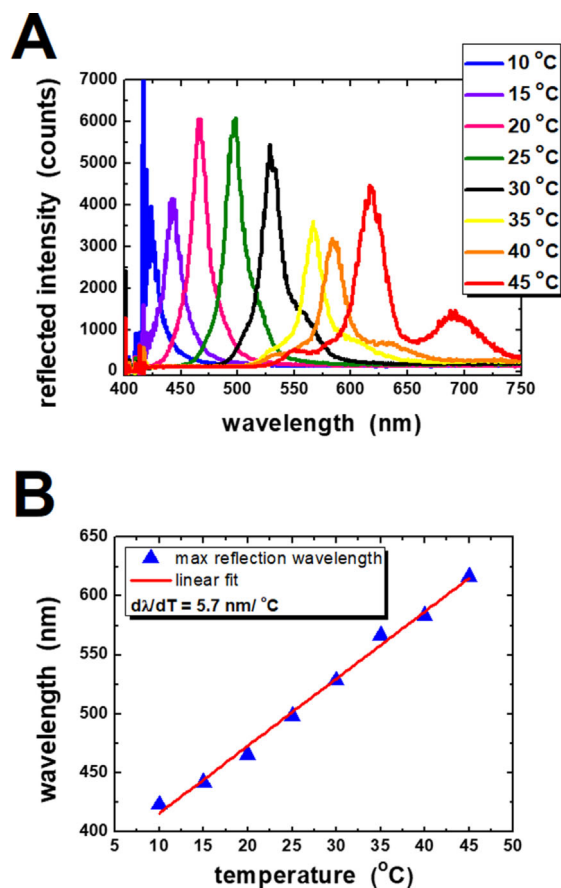 A
reflected intensity (counts)
7000
6000
5000
4000
3000
2000
1000
0
400 450 500 550 600 650 700 750
wavelength (nm)
10 °C
15 °C
20 °C
25 °C
30 °C
35 °C
40 °C
45 °C
B
wavelength (nm)
650
600
550
500
450
400
max reflection wavelength
linear fit
dλ/dT = 5.7 nm/ °C
5 10 15 20 25 30 35 40 45 50
temperature (°C)